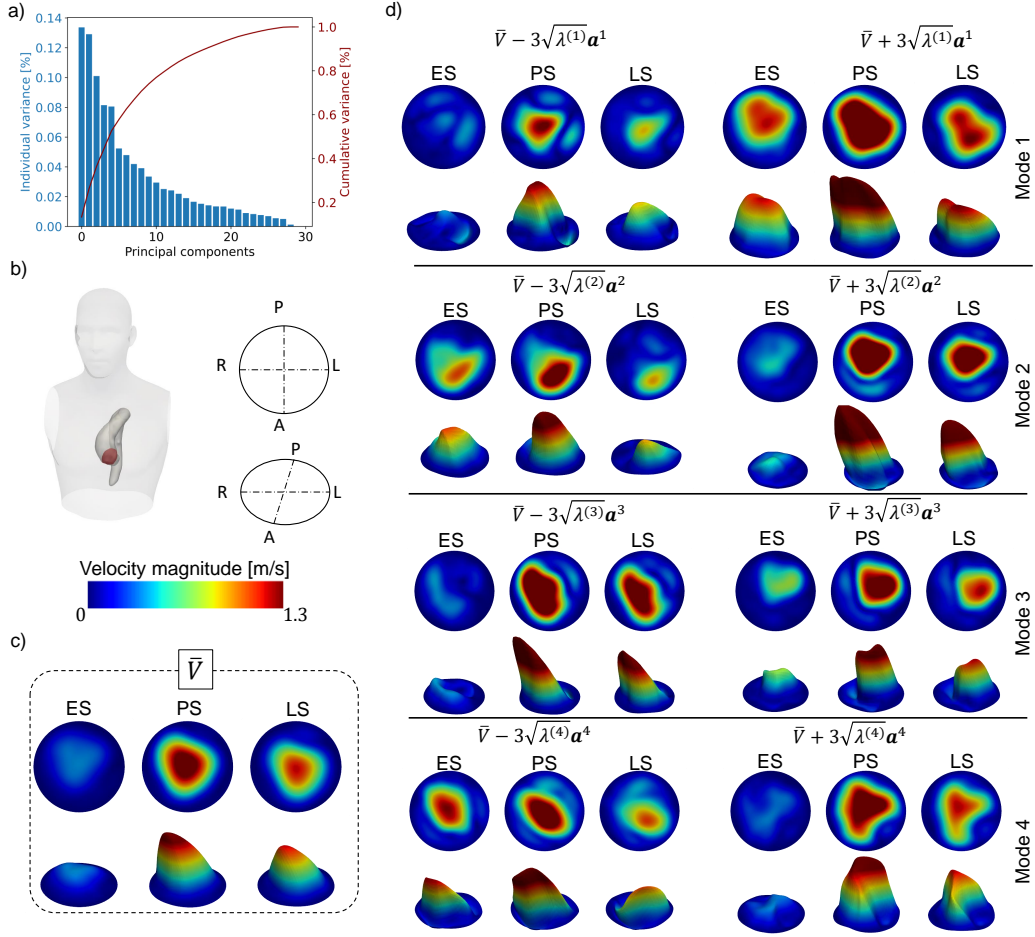 a)
0.14
0.12
0.10
0.08
0.06
0.04
0.02
0.00
Individual variance [%]
1.0
0.8
0.6
0.4
0.2
Cumulative variance [%]
0 10 20 30
Principal components
b)
P
R L
A
P
R L
A
Velocity magnitude [m/s]
0 1.3
c)
V̄
ES PS LS
d)
V̄ − 3√λ⁽¹⁾a¹ V̄ + 3√λ⁽¹⁾a¹
ES PS LS ES PS LS
Mode 1
V̄ − 3√λ⁽²⁾a² V̄ + 3√λ⁽²⁾a²
ES PS LS ES PS LS
Mode 2
V̄ − 3√λ⁽³⁾a³ V̄ + 3√λ⁽³⁾a³
ES PS LS ES PS LS
Mode 3
V̄ − 3√λ⁽⁴⁾a⁴ V̄ + 3√λ⁽⁴⁾a⁴
ES PS LS ES PS LS
Mode 4